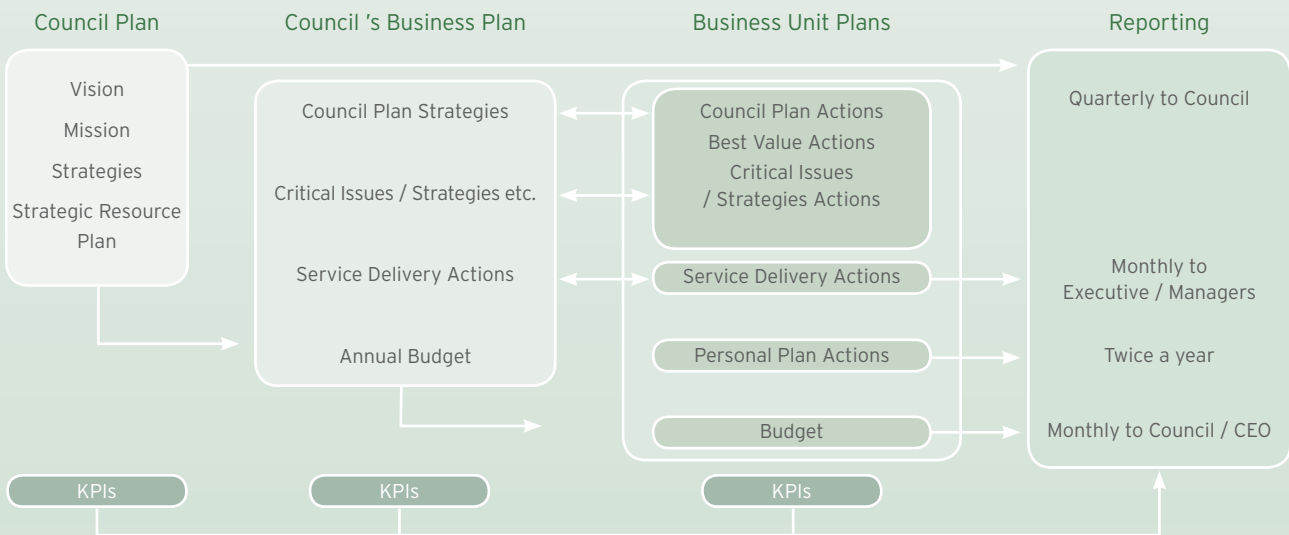 Council Plan
Council 's Business Plan
Business Unit Plans
Reporting
Vision
Mission
Strategies
Strategic Resource
Plan
Council Plan Strategies
Critical Issues / Strategies etc.
Service Delivery Actions
Annual Budget
Council Plan Actions
Best Value Actions
Critical Issues
/ Strategies Actions
Service Delivery Actions
Personal Plan Actions
Budget
Quarterly to Council
Monthly to
Executive / Managers
Twice a year
Monthly to Council / CEO
KPIs
KPIs
KPIs